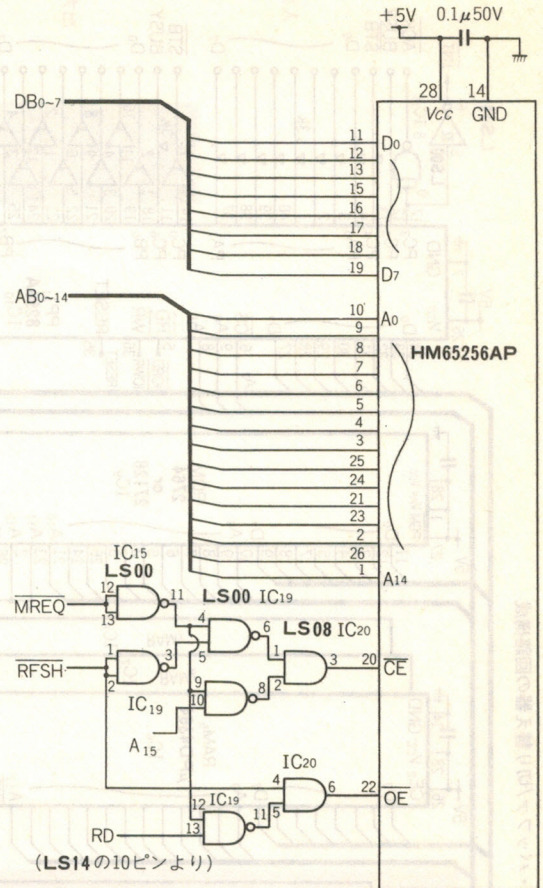 +5V 0.1μ50V
28 14
Vcc GND
DB0~7
11 D0
12
13
15
16
17
18
19 D7
AB0~14
10 A0
9
8
HM65256AP
7
6
5
4
3
25
24
21
23
2
26
1 A14
IC15
LS00
MREQ
12
13
11
LS00 IC19
4
5
6
LS08 IC20
RFSH
1
2
3
1
2
3
20 CE
IC19
9
10
8
A15
IC20
4
5
6
22 OE
IC19
12
13
11
RD
(LS14の10ピンより)